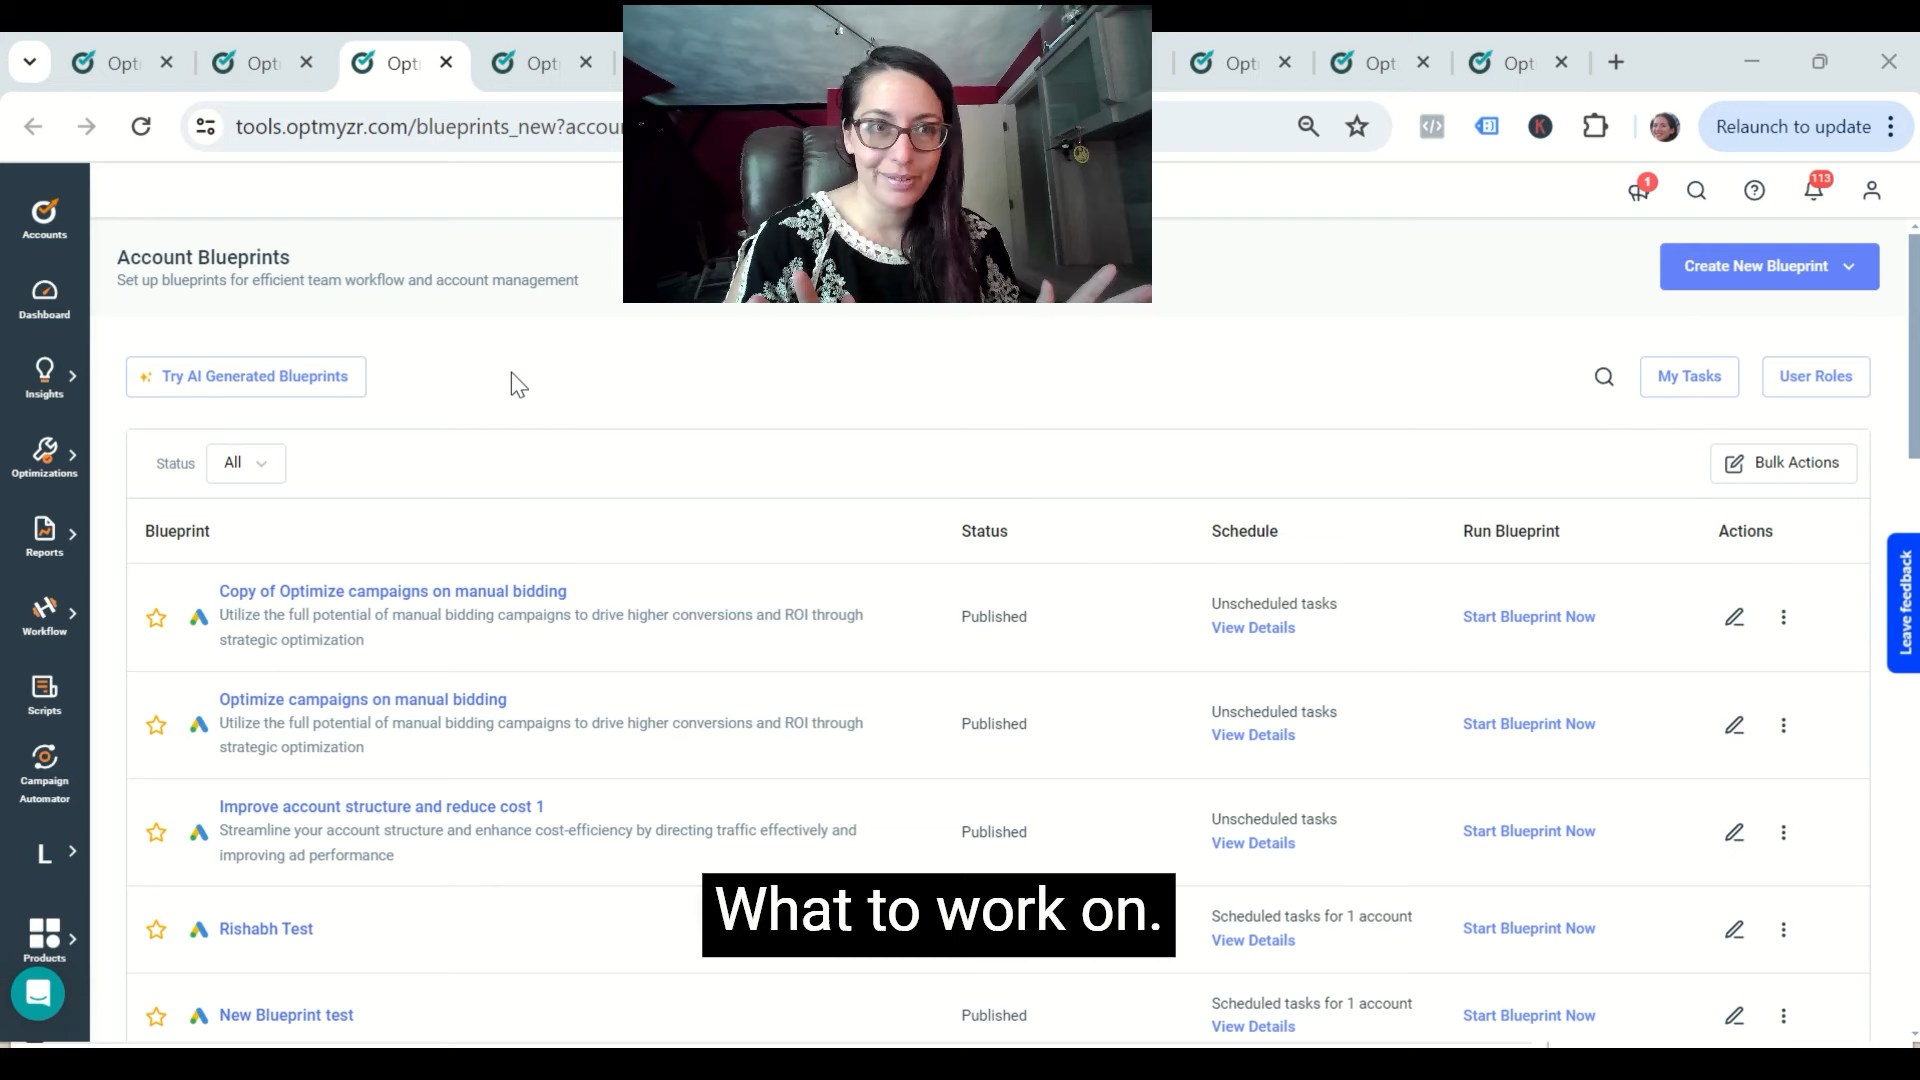 Opt
Opt
Opt
Opt
Opt
Opt
Opt
tools.optmyzr.com/blueprints_new?accou
Relaunch to update
K
1
113
Accounts
Dashboard
Insights
Optimizations
Reports
Workflow
Scripts
Campaign
Automator
L
Products
Account Blueprints
Set up blueprints for efficient team workflow and account management
Create New Blueprint
Try AI Generated Blueprints
My Tasks
User Roles
Status
All
Bulk Actions
Blueprint
Status
Schedule
Run Blueprint
Actions
Copy of Optimize campaigns on manual bidding
Utilize the full potential of manual bidding campaigns to drive higher conversions and ROI through
strategic optimization
Published
Unscheduled tasks
View Details
Start Blueprint Now
Optimize campaigns on manual bidding
Utilize the full potential of manual bidding campaigns to drive higher conversions and ROI through
strategic optimization
Published
Unscheduled tasks
View Details
Start Blueprint Now
Improve account structure and reduce cost 1
Streamline your account structure and enhance cost-efficiency by directing traffic effectively and
improving ad performance
Published
Unscheduled tasks
View Details
Start Blueprint Now
Rishabh Test
Scheduled tasks for 1 account
View Details
Start Blueprint Now
New Blueprint test
Published
Scheduled tasks for 1 account
View Details
Start Blueprint Now
Leave feedback
What to work on.